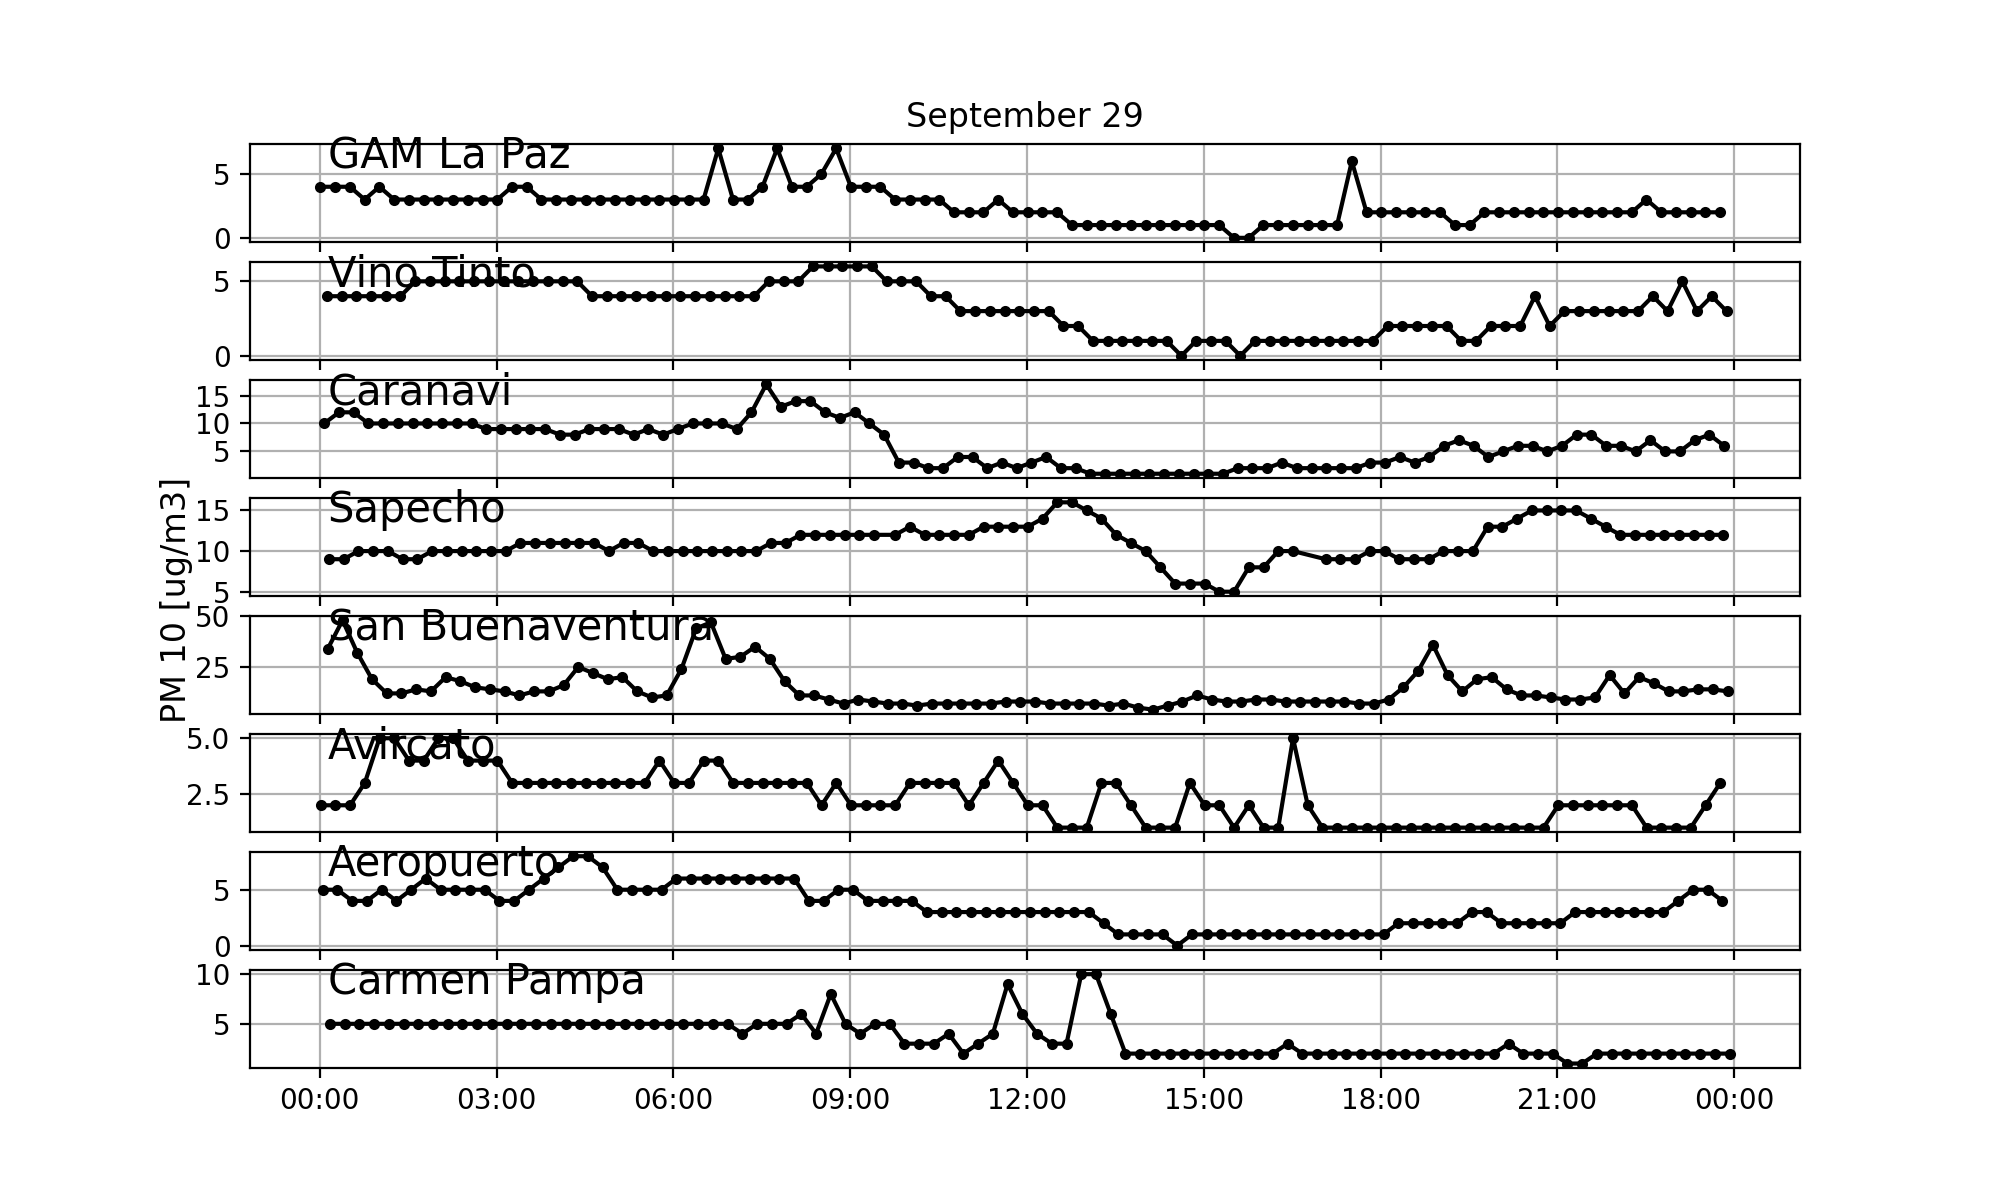 September 29
GAM La Paz
5
0
Vino Tinto
5
0
Caranavi
15
10
5
Sapecho
15
10
5
PM 10 [ug/m3]
San Buenaventura
50
25
Avircato
5.0
2.5
Aeropuerto
5
0
Carmen Pampa
10
5
00:00 03:00 06:00 09:00 12:00 15:00 18:00 21:00 00:00